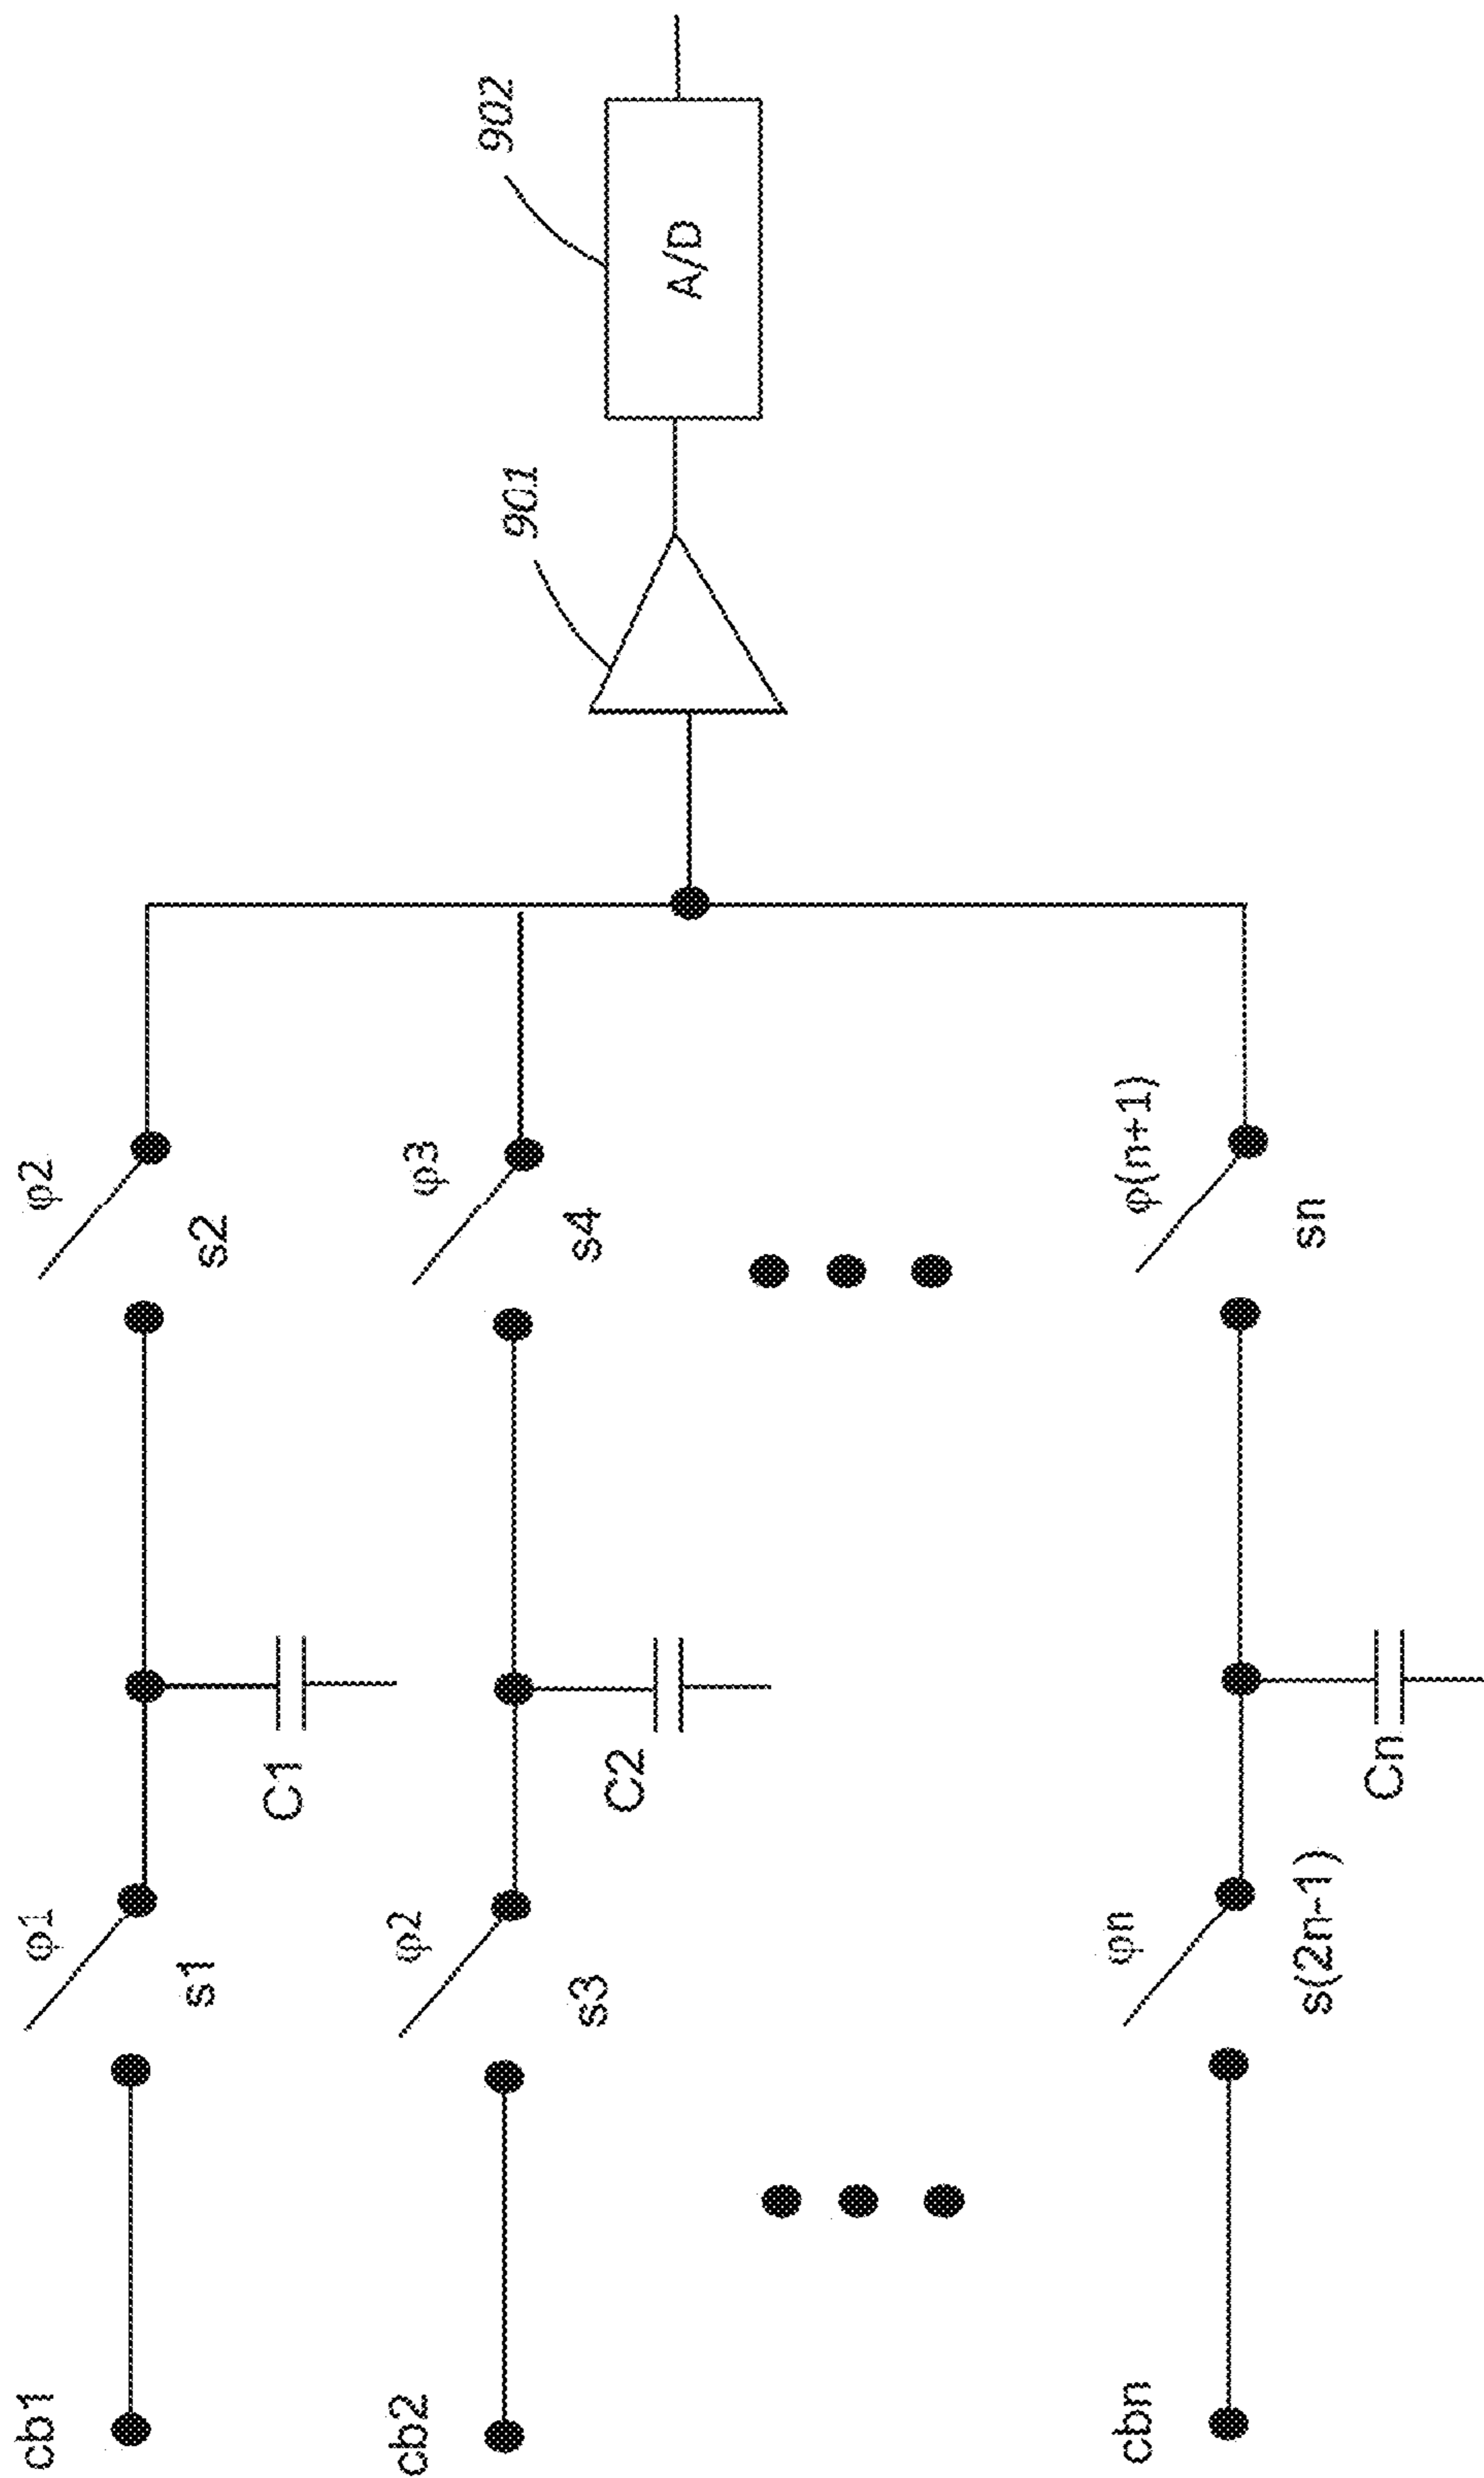 cb1
φ1
s1
C1
φ2
s2
cb2
φ2
s3
C2
φ3
s4
901
902
A/D
cbn
φn
s(2n-1)
Cn
φ(n+1)
sn